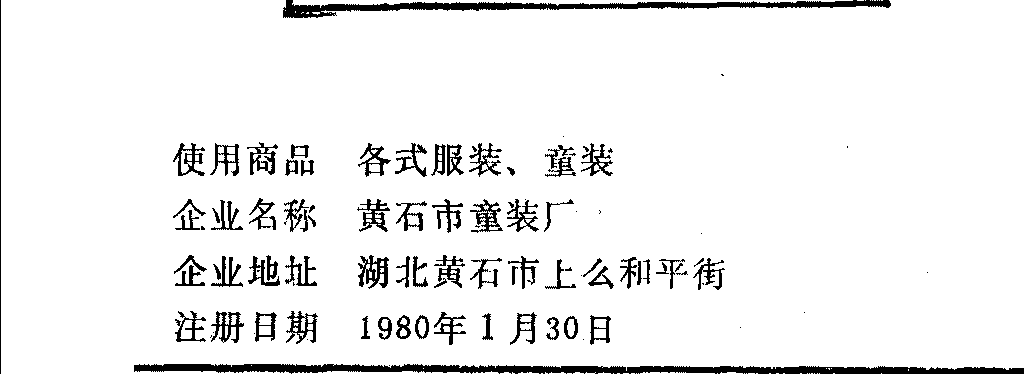 使用商品 各式服装、童装
企业名称 黄石市童装厂
企业地址 湖北黄石市上么和平街
注册日期 1980年1月30日